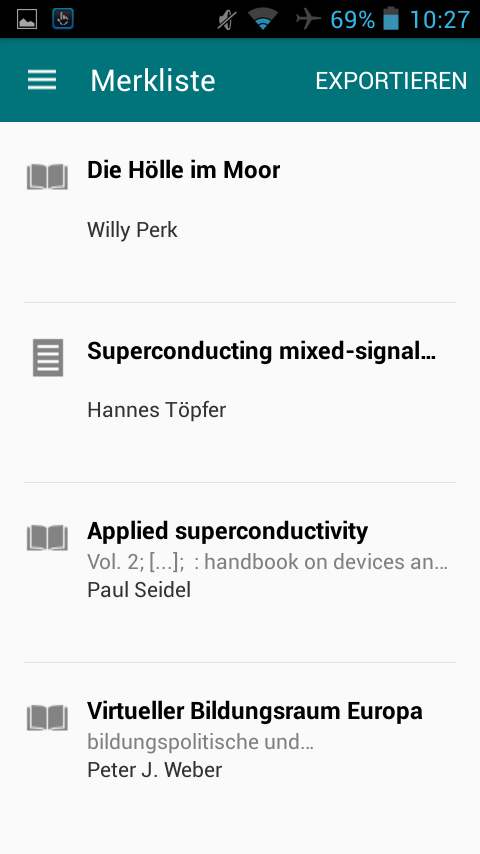 69% 10:27
Merkliste EXPORTIEREN
Die Hölle im Moor
Willy Perk
Superconducting mixed-signal…
Hannes Töpfer
Applied superconductivity
Vol. 2; [...];  : handbook on devices an…
Paul Seidel
Virtueller Bildungsraum Europa
bildungspolitische und…
Peter J. Weber